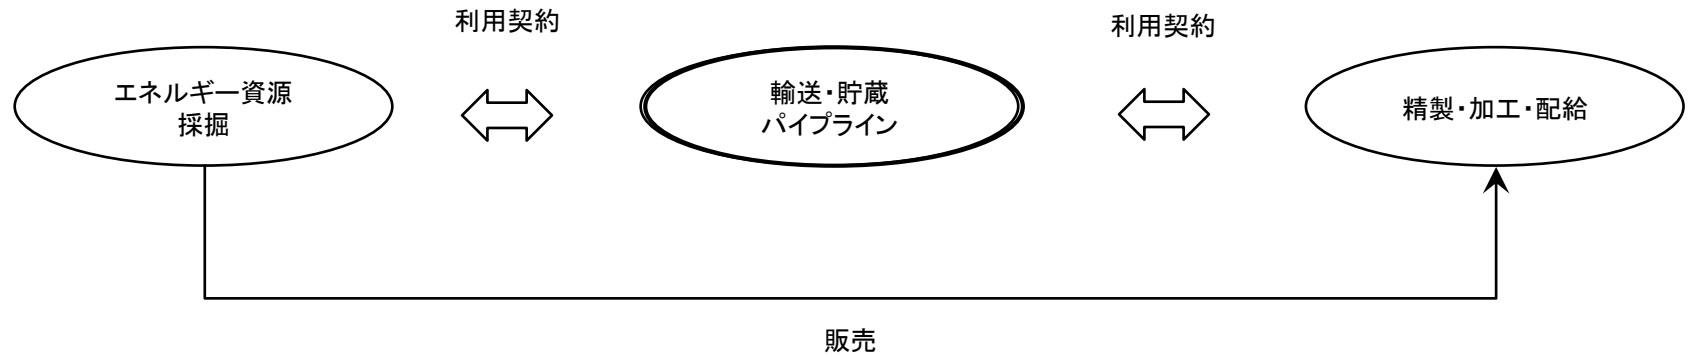 利用契約
利用契約
エネルギー資源
採掘
輸送・貯蔵
パイプライン
精製・加工・配給
販売